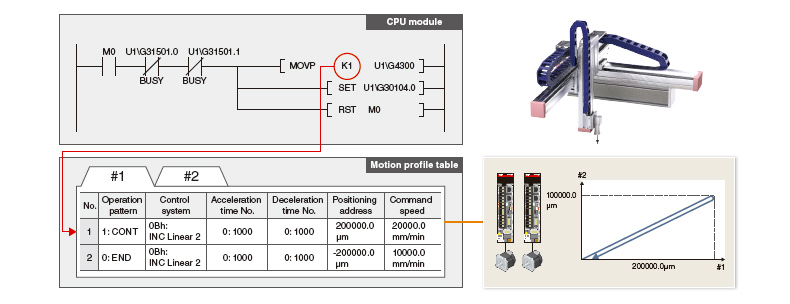 CPU module
M0 U1\G31501.0 U1\G31501.1
MOVP K1 U1\G4300
BUSY BUSY
SET U1\G30104.0
RST M0
Motion profile table
#1 #2
No. Operation pattern Control system Acceleration time No. Deceleration time No. Positioning address Command speed
1 1: CONT 0Bh: INC Linear 2 0: 1000 0: 1000 200000.0 µm 20000.0 mm/min
2 0: END 0Bh: INC Linear 2 0: 1000 0: 1000 -200000.0 µm 10000.0 mm/min
#2
100000.0
µm
200000.0µm #1